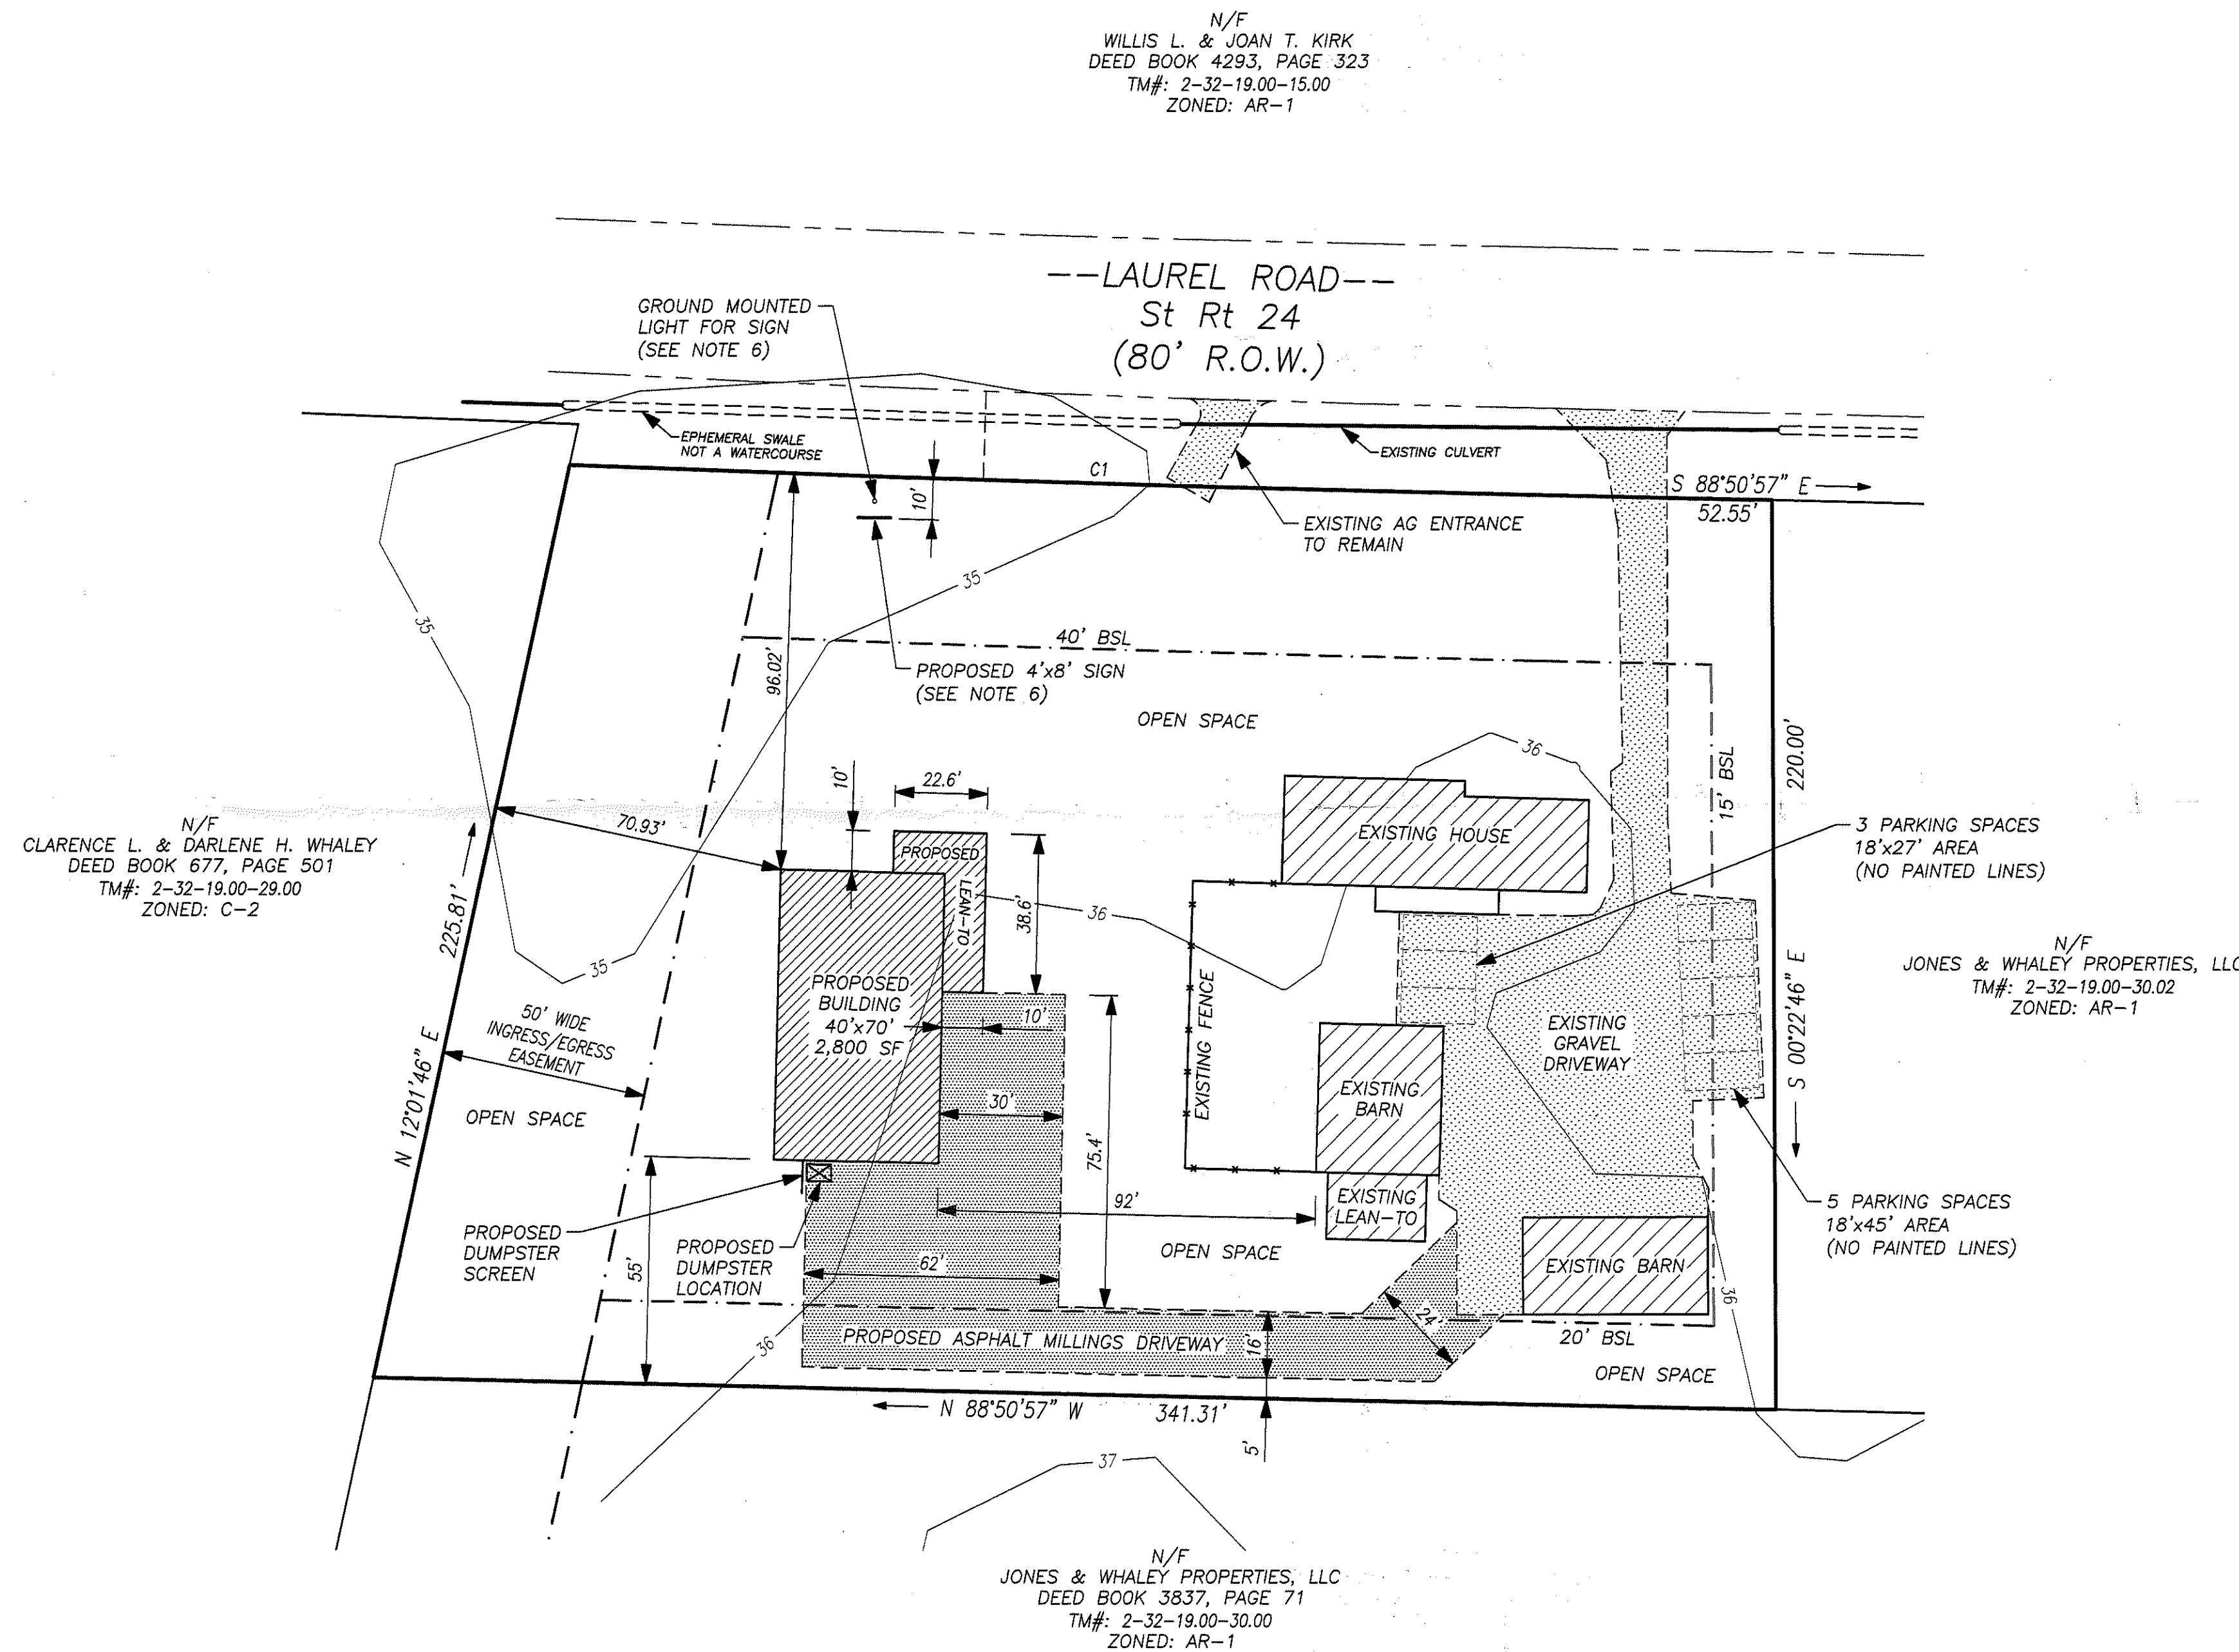 N/F
WILLIS L. & JOAN T. KIRK
DEED BOOK 4293, PAGE 323
TM#: 2-32-19.00-15.00
ZONED: AR-1
--LAUREL ROAD--
St Rt 24
(80' R.O.W.)
GROUND MOUNTED
LIGHT FOR SIGN
(SEE NOTE 6)
EPHEMERAL SWALE
NOT A WATERCOURSE
C1
EXISTING CULVERT
S 88°50'57" E
52.55'
10'
EXISTING AG ENTRANCE
TO REMAIN
35
35
40' BSL
96.02'
PROPOSED 4'x8' SIGN
(SEE NOTE 6)
OPEN SPACE
36
15' BSL
220.00'
10'
22.6'
N/F
CLARENCE L. & DARLENE H. WHALEY
DEED BOOK 677, PAGE 501
TM#: 2-32-19.00-29.00
ZONED: C-2
70.93'
PROPOSED
LEAN-TO
38.6'
36
EXISTING HOUSE
3 PARKING SPACES
18'x27' AREA
(NO PAINTED LINES)
225.81'
N 12°01'46" E
35
N/F
JONES & WHALEY PROPERTIES, LLC
TM#: 2-32-19.00-30.02
ZONED: AR-1
S 00°22'46" E
PROPOSED
BUILDING
40'x70'
2,800 SF
10'
EXISTING FENCE
EXISTING
GRAVEL
DRIVEWAY
50' WIDE
INGRESS/EGRESS
EASEMENT
OPEN SPACE
30'
75.4'
EXISTING
BARN
92'
EXISTING
LEAN-TO
5 PARKING SPACES
18'x45' AREA
(NO PAINTED LINES)
PROPOSED
DUMPSTER
SCREEN
PROPOSED
DUMPSTER
LOCATION
55'
62'
OPEN SPACE
EXISTING BARN
36
36
PROPOSED ASPHALT MILLINGS DRIVEWAY
16'
24'
20' BSL
OPEN SPACE
N 88°50'57" W
341.31'
5'
37
N/F
JONES & WHALEY PROPERTIES, LLC
DEED BOOK 3837, PAGE 71
TM#: 2-32-19.00-30.00
ZONED: AR-1